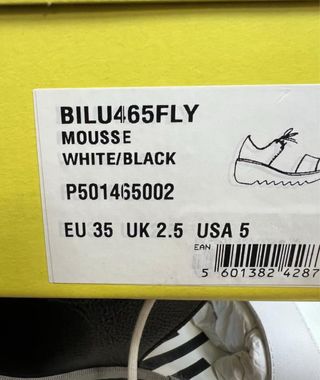 BILU465FLY
MOUSSE
WHITE/BLACK
P501465002
EU 35 UK 2.5 USA 5
EAN
5 601382 4287